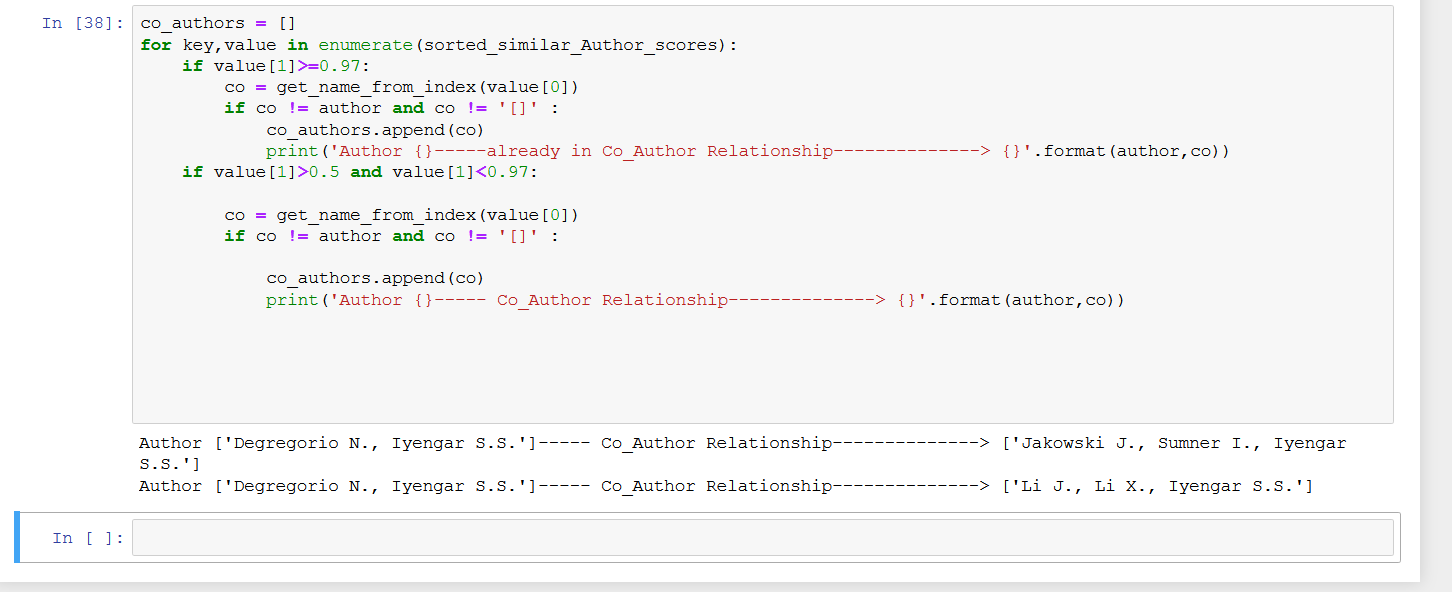 In [38]: co_authors = []
for key,value in enumerate(sorted_similar_Author_scores):
    if value[1]>=0.97:
        co = get_name_from_index(value[0])
        if co != author and co != '[]' :
            co_authors.append(co)
            print('Author {}-----already in Co_Author Relationship--------------> {}'.format(author,co))
    if value[1]>0.5 and value[1]<0.97:
        co = get_name_from_index(value[0])
        if co != author and co != '[]' :
            co_authors.append(co)
            print('Author {}----- Co_Author Relationship--------------> {}'.format(author,co))
Author ['Degregorio N., Iyengar S.S.']----- Co_Author Relationship--------------> ['Jakowski J., Sumner I., Iyengar
S.S.']
Author ['Degregorio N., Iyengar S.S.']----- Co_Author Relationship--------------> ['Li J., Li X., Iyengar S.S.']
In [ ]: